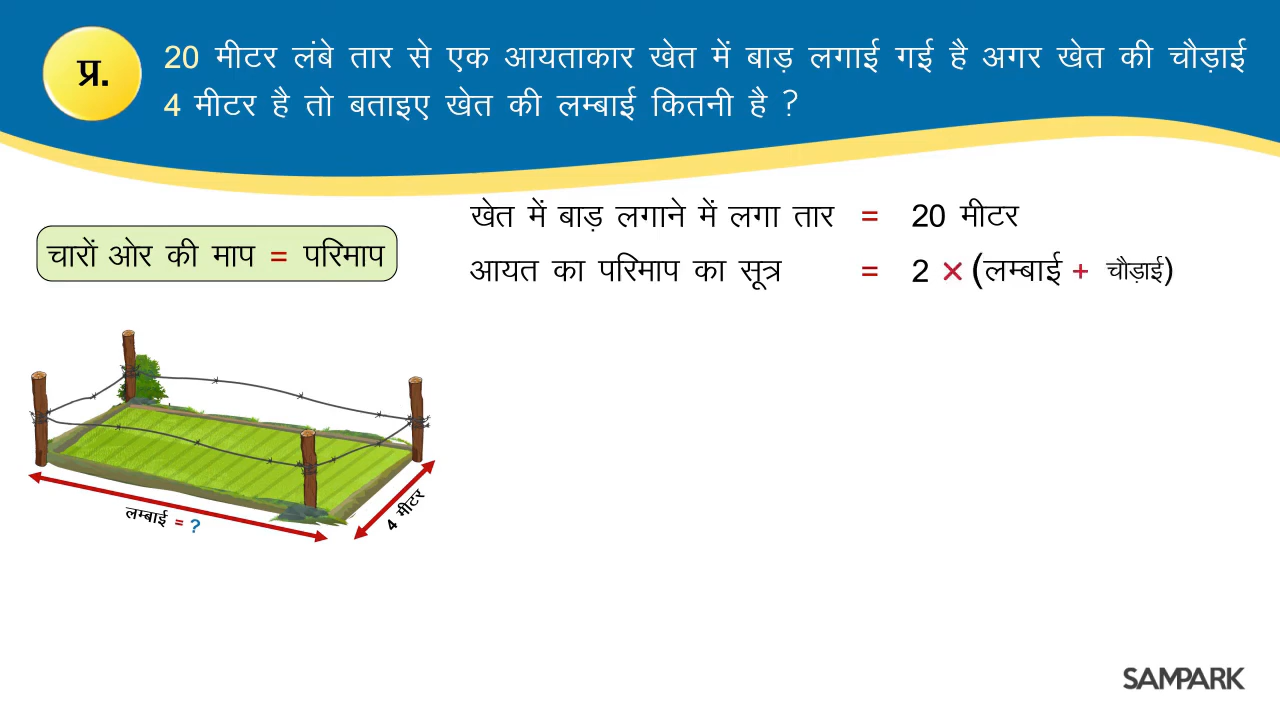 प्र.
20 मीटर लंबे तार से एक आयताकार खेत में बाड़ लगाई गई है अगर खेत की चौड़ाई
4 मीटर है तो बताइए खेत की लम्बाई कितनी है ?
खेत में बाड़ लगाने में लगा तार = 20 मीटर
चारों ओर की माप = परिमाप
आयत का परिमाप का सूत्र = 2 × (लम्बाई + चौड़ाई)
लम्बाई = ?
4 मीटर
SAMPARK